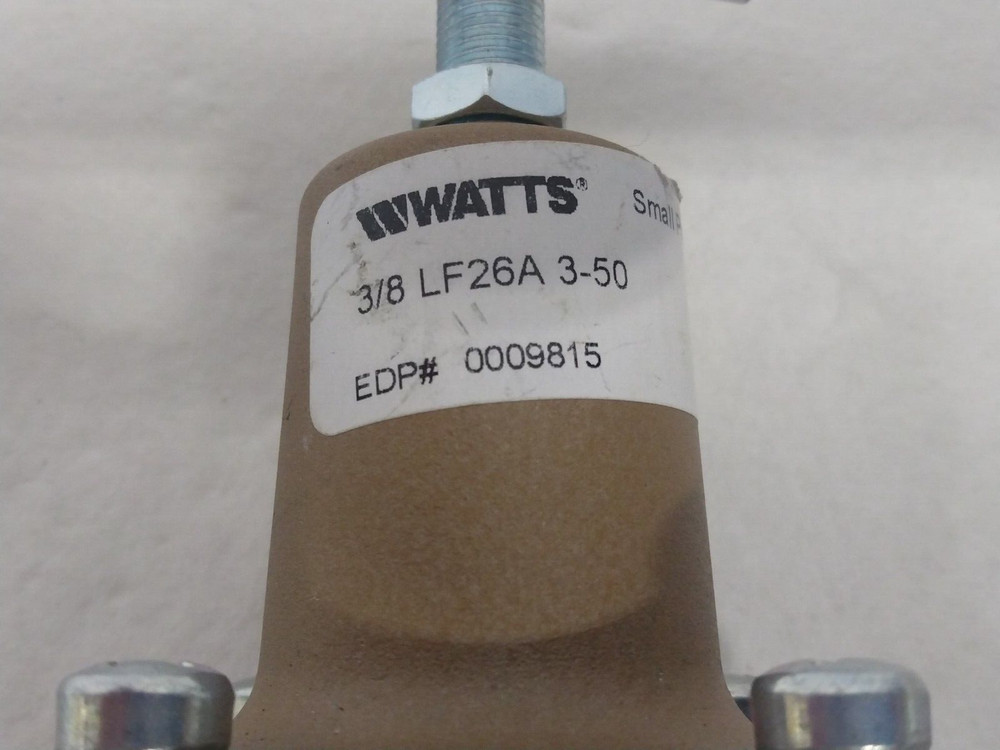 WATTS® Small
3/8 LF26A 3-50
EDP# 0009815